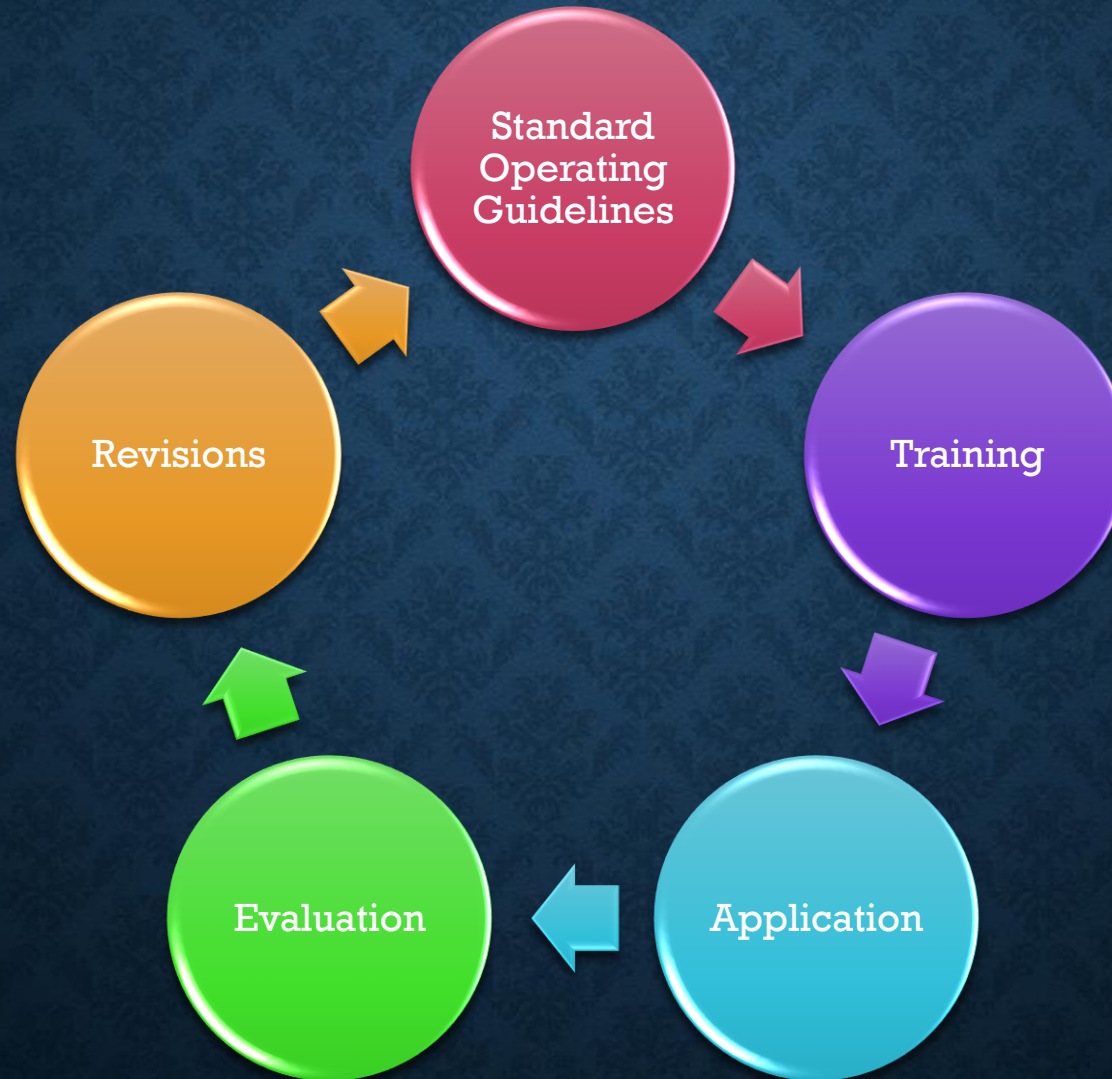 Standard
Operating
Guidelines
Training
Application
Evaluation
Revisions